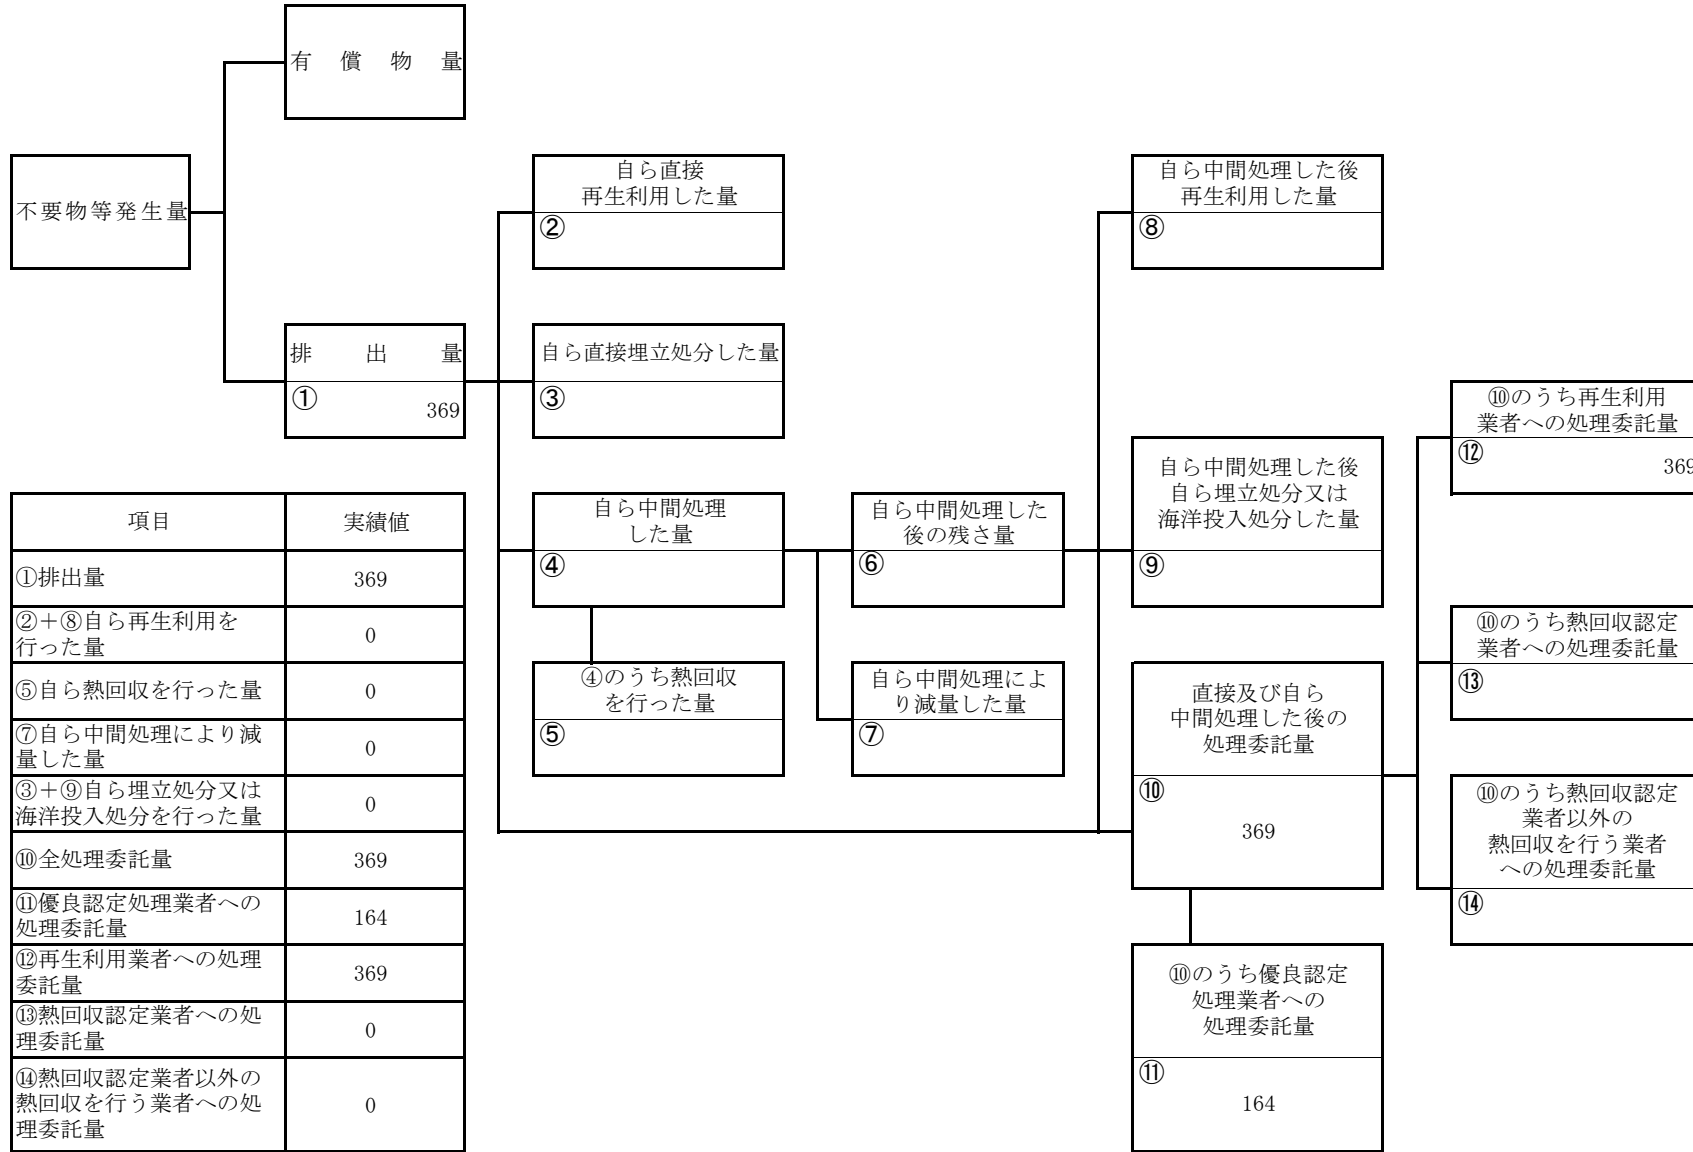 有償物量
不要物等発生量
自ら直接
再生利用した量
②
自ら中間処理した後
再生利用した量
⑧
排出量
①
369
自ら直接埋立処分した量
③
⑩のうち再生利用
業者への処理委託量
⑫
369
自ら中間処理
した量
④
自ら中間処理した
後の残さ量
⑥
自ら中間処理した後
自ら埋立処分又は
海洋投入処分した量
⑨
⑩のうち熱回収認定
業者への処理委託量
⑬
④のうち熱回収
を行った量
⑤
自ら中間処理によ
り減量した量
⑦
直接及び自ら
中間処理した後の
処理委託量
⑩
369
⑩のうち熱回収認定
業者以外の
熱回収を行う業者
への処理委託量
⑭
⑩のうち優良認定
処理業者への
処理委託量
⑪
164
項目 実績値
①排出量 369
②+⑧自ら再生利用を
行った量 0
⑤自ら熱回収を行った量 0
⑦自ら中間処理により減
量した量 0
③+⑨自ら埋立処分又は
海洋投入処分を行った量 0
⑩全処理委託量 369
⑪優良認定処理業者への
処理委託量 164
⑫再生利用業者への処理
委託量 369
⑬熱回収認定業者への処
理委託量 0
⑭熱回収認定業者以外の
熱回収を行う業者への処
理委託量 0